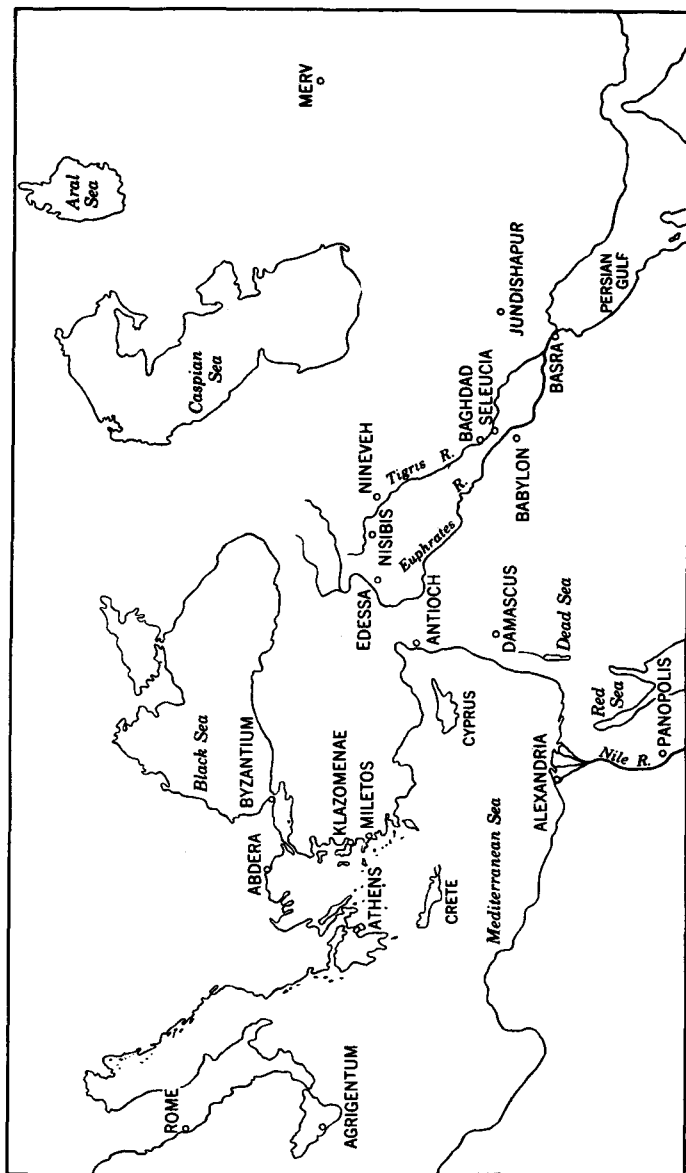 ROME
AGRIGENTUM
ABDERA
ATHENS
CRETE
Black Sea
BYZANTIUM
KLAZOMENAE
MILETOS
CYPRUS
Mediterranean Sea
ALEXANDRIA
Nile R.
PANOPOLIS
Red
Sea
Dead Sea
DAMASCUS
ANTIOCH
EDESSA
NISIBIS
NINEVEH
Tigris R.
Euphrates R.
BAGHDAD
SELEUCIA
BABYLON
BASRA
JUNDISHAPUR
PERSIAN
GULF
Caspian
Sea
Aral
Sea
MERV